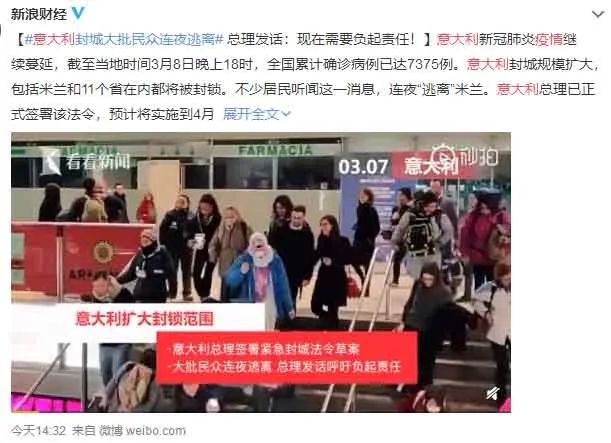 新浪财经
【#意大利封城大批民众连夜逃离# 总理发话：现在需要负起责任！】意大利新冠肺炎疫情继
续蔓延，截至当地时间3月8日晚上18时，全国累计确诊病例已达7375例。意大利封城规模扩大，
包括米兰和11个省在内都将被封锁。不少居民听闻这一消息，连夜“逃离”米兰。意大利总理已正
式签署该法令，预计将实施到4月 展开全文
看看新闻
FARMACIA
FARMACIA
03.07 意大利
秒拍
意大利扩大封锁范围
·意大利总理签署紧急封城法令草案
·大批民众连夜逃离 总理发话呼吁负起责任
今天14:32 来自 微博 weibo.com